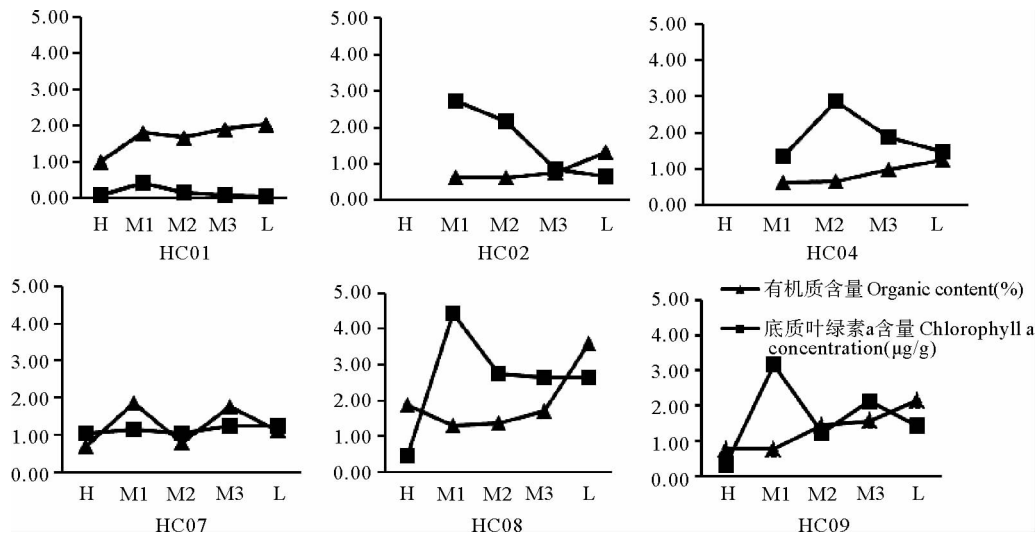 5.00
4.00
3.00
2.00
1.00
0.00
H M1 M2 M3 L
HC01
5.00
4.00
3.00
2.00
1.00
0.00
H M1 M2 M3 L
HC02
5.00
4.00
3.00
2.00
1.00
0.00
H M1 M2 M3 L
HC04
5.00
4.00
3.00
2.00
1.00
0.00
H M1 M2 M3 L
HC07
5.00
4.00
3.00
2.00
1.00
0.00
H M1 M2 M3 L
HC08
有机质含量 Organic content(%)
底质叶绿素a含量 Chlorophyll a
concentration(μg/g)
5.00
4.00
3.00
2.00
1.00
0.00
H M1 M2 M3 L
HC09